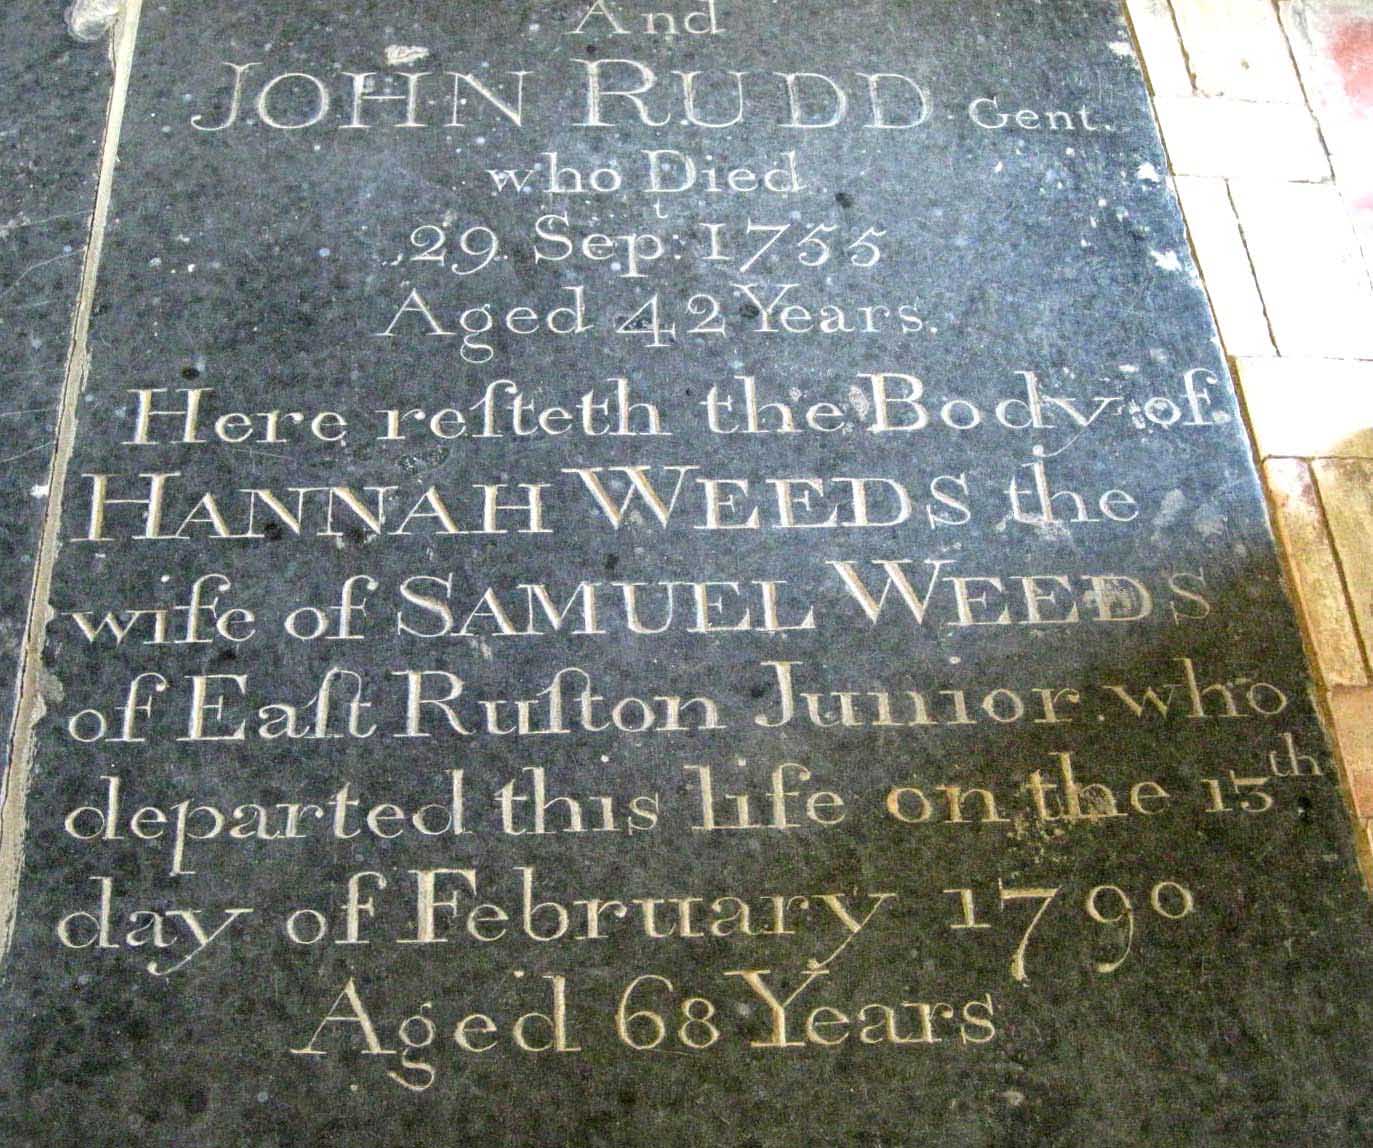 And
JOHN RUDD Gent.
who Died
29 Sep.t 1755
Aged 42 Years.
Here reſteth the Body of
HANNAH WEEDS the
wife of SAMUEL WEEDS
of Eaſt Ruſton Junior who
departed this life on the 15th
day of February 1790
Aged 68 Years